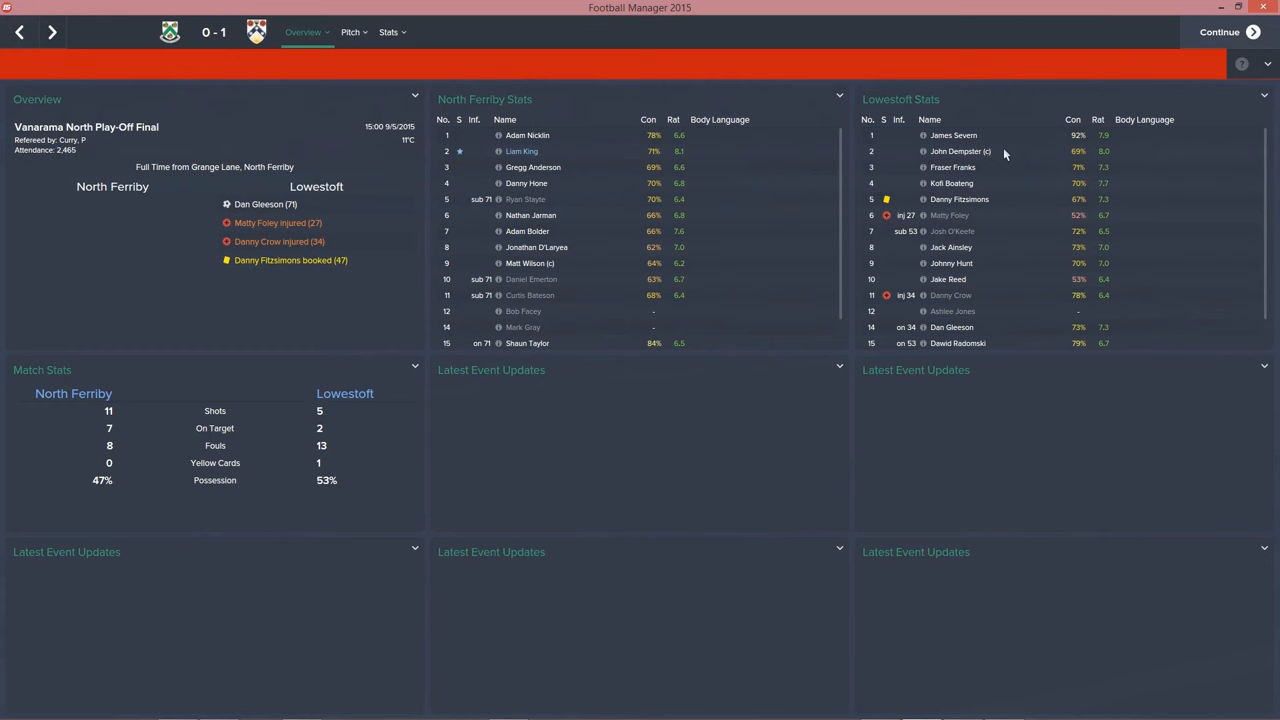 Football Manager 2015
0 - 1 Overview Pitch Stats Continue
Overview
Vanarama North Play-Off Final 15:00 9/5/2015
Refereed by: Curry, P 11°C
Attendance: 2,465
Full Time from Grange Lane, North Ferriby
North Ferriby Lowestoft
Dan Gleeson (71)
Matty Foley injured (27)
Danny Crow injured (34)
Danny Fitzsimons booked (47)
North Ferriby Stats
No. S Inf. Name Con Rat Body Language
1 Adam Nicklin 78% 6.6
2 Liam King 71% 8.1
3 Gregg Anderson 69% 6.6
4 Danny Hone 70% 6.8
5 sub 71 Ryan Stayte 70% 6.4
6 Nathan Jarman 66% 6.8
7 Adam Bolder 66% 7.6
8 Jonathan D'Laryea 62% 7.0
9 Matt Wilson (c) 64% 6.2
10 sub 71 Daniel Emerton 63% 6.7
11 sub 71 Curtis Bateson 68% 6.4
12 Bob Facey -
14 Mark Gray -
15 on 71 Shaun Taylor 84% 6.5
Lowestoft Stats
No. S Inf. Name Con Rat Body Language
1 James Severn 92% 7.9
2 John Dempster (c) 69% 8.0
3 Fraser Franks 71% 7.3
4 Kofi Boateng 70% 7.7
5 Danny Fitzsimons 67% 7.3
6 inj 27 Matty Foley 52% 6.7
7 sub 53 Josh O'Keefe 72% 6.5
8 Jack Ainsley 73% 7.0
9 Johnny Hunt 70% 7.0
10 Jake Reed 53% 6.4
11 inj 34 Danny Crow 78% 6.4
12 Ashlee Jones -
14 on 34 Dan Gleeson 73% 7.3
15 on 53 Dawid Radomski 79% 6.7
Match Stats
North Ferriby Lowestoft
11 Shots 5
7 On Target 2
8 Fouls 13
0 Yellow Cards 1
47% Possession 53%
Latest Event Updates
Latest Event Updates
Latest Event Updates
Latest Event Updates
Latest Event Updates